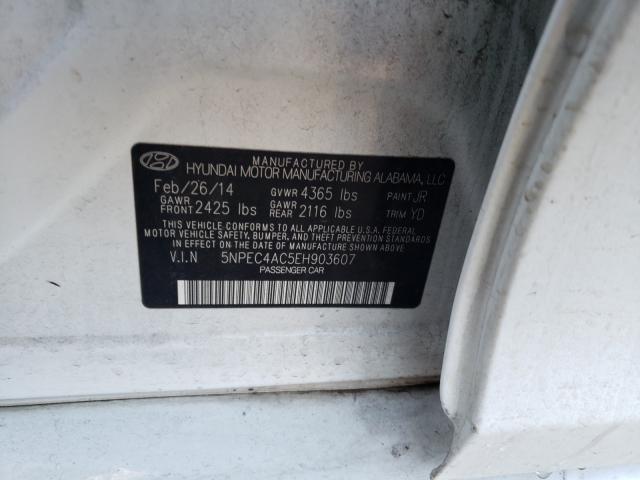 MANUFACTURED BY
HYUNDAI MOTOR MANUFACTURING ALABAMA, LLC
Feb/26/14 GVWR 4365 lbs PAINT JR
GAWR FRONT 2425 lbs GAWR REAR 2116 lbs TRIM YD
THIS VEHICLE CONFORMS TO ALL APPLICABLE U.S.A. FEDERAL
MOTOR VEHICLE SAFETY, BUMPER, AND THEFT PREVENTION
STANDARDS IN EFFECT ON THE DATE OF MANUFACTURE SHOWN ABOVE
V.I.N 5NPEC4AC5EH903607
PASSENGER CAR